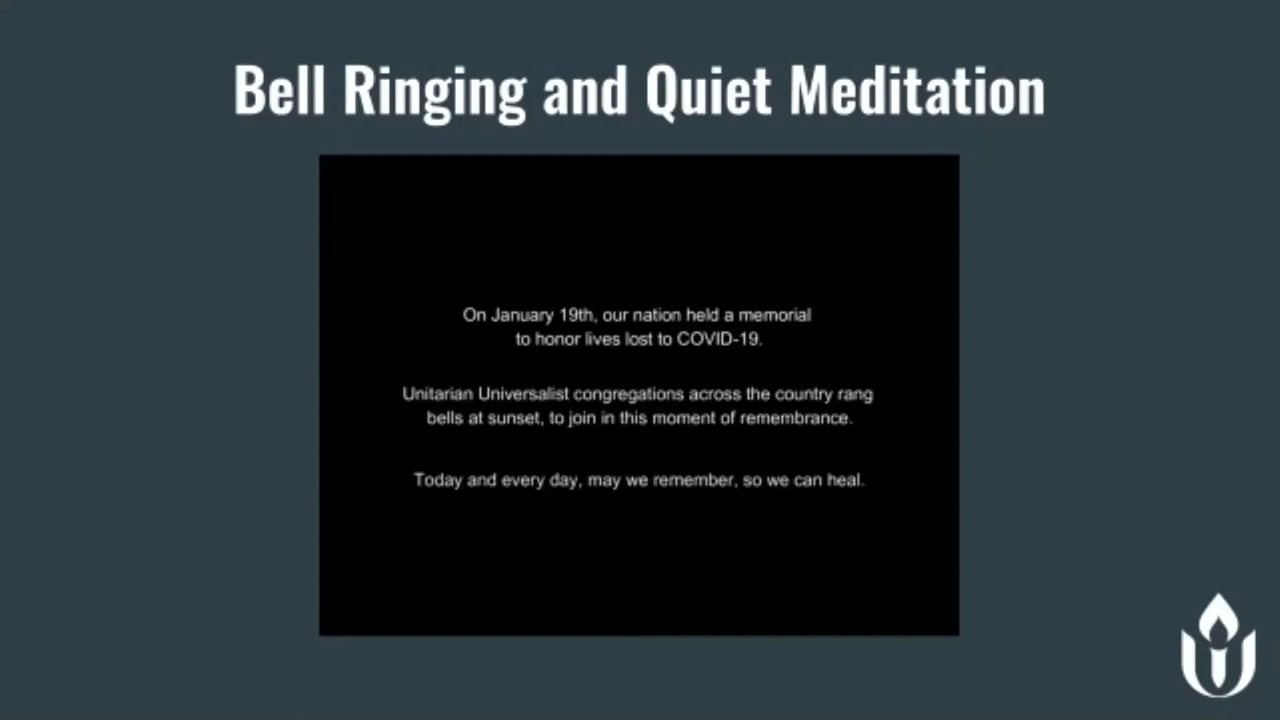 Bell Ringing and Quiet Meditation
On January 19th, our nation held a memorial
to honor lives lost to COVID-19.
Unitarian Universalist congregations across the country rang
bells at sunset, to join in this moment of remembrance.
Today and every day, may we remember, so we can heal.